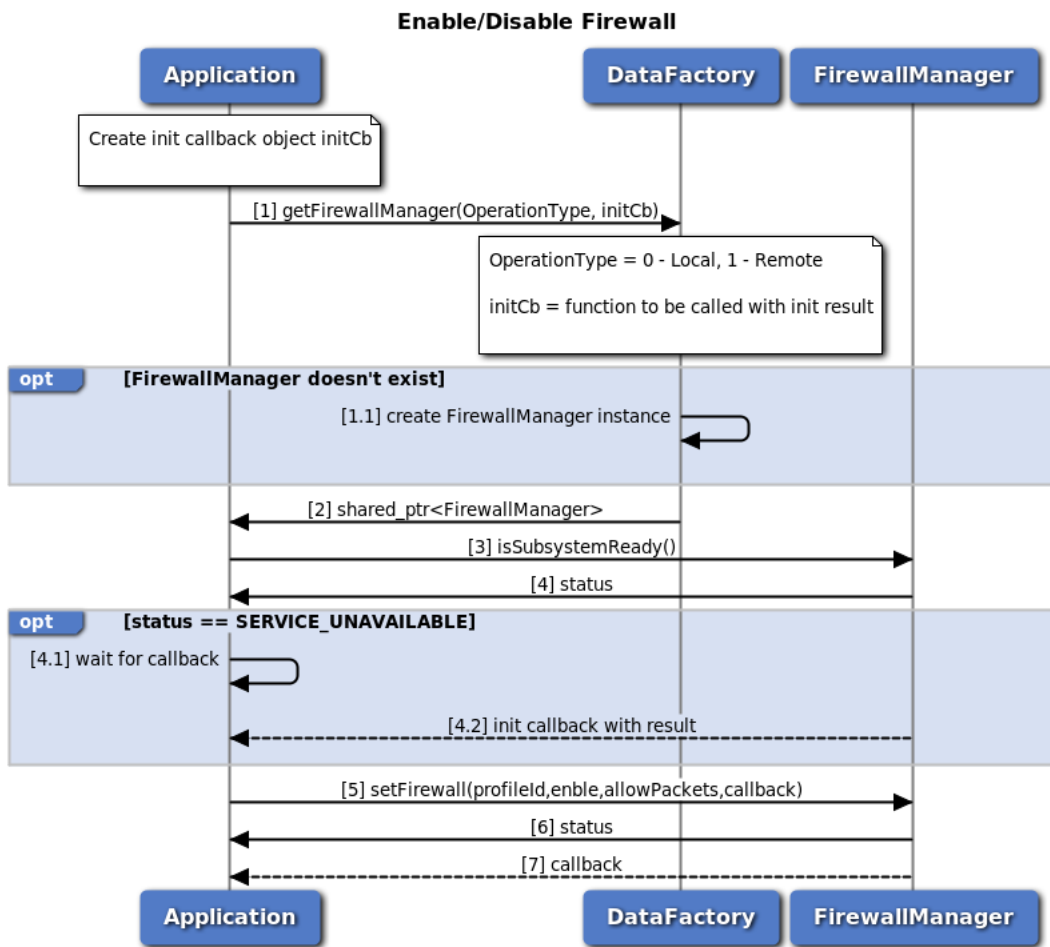 Enable/Disable Firewall
Application
DataFactory
FirewallManager
Create init callback object initCb
[1] getFirewallManager(OperationType, initCb)
OperationType = 0 - Local, 1 - Remote
initCb = function to be called with init result
opt
[FirewallManager doesn't exist]
[1.1] create FirewallManager instance
[2] shared_ptr<FirewallManager>
[3] isSubsystemReady()
[4] status
opt
[status == SERVICE_UNAVAILABLE]
[4.1] wait for callback
[4.2] init callback with result
[5] setFirewall(profileId,enble,allowPackets,callback)
[6] status
[7] callback
Application
DataFactory
FirewallManager